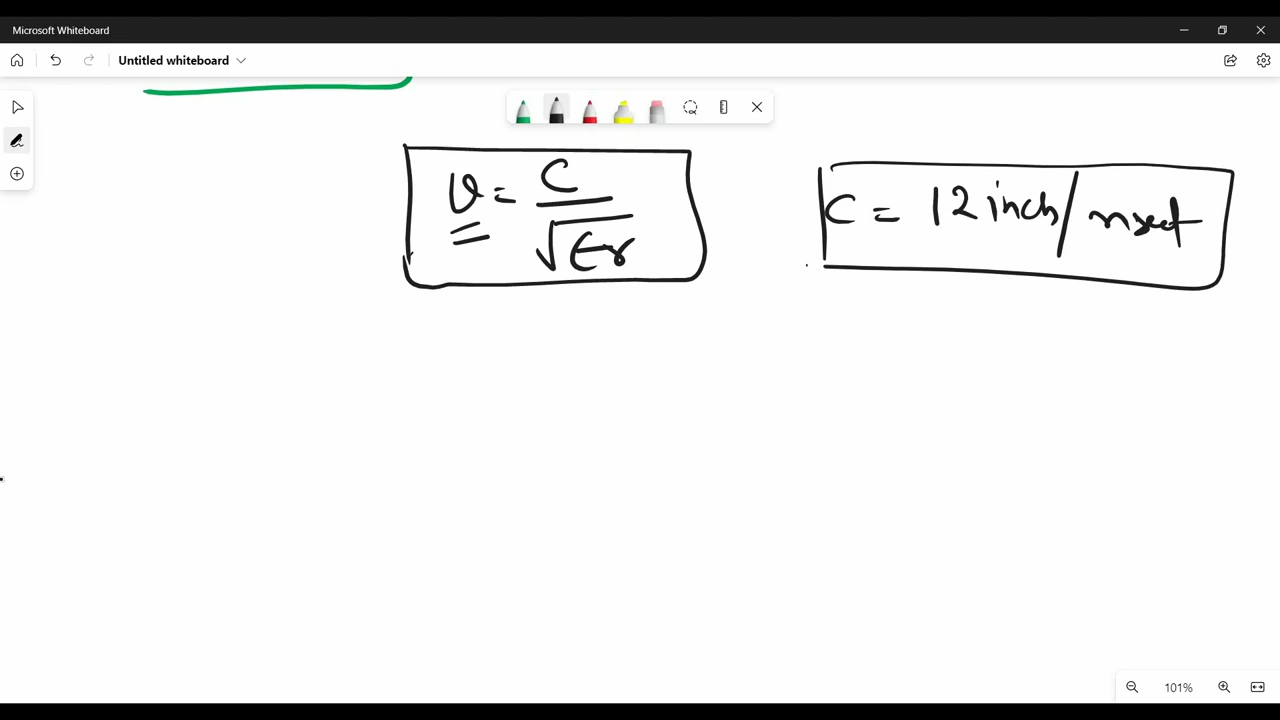 Microsoft Whiteboard
Untitled whiteboard
v = C / √εr
C = 12 inch/nsec
101%